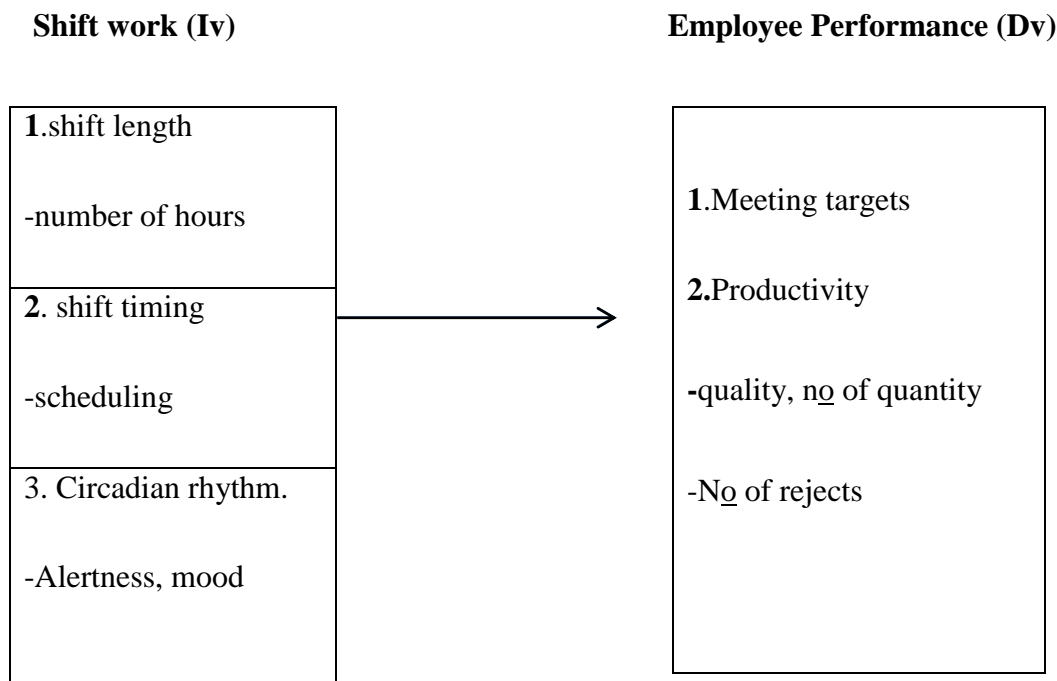 Shift work (Iv)
Employee Performance (Dv)
1.shift length
-number of hours
2. shift timing
-scheduling
3. Circadian rhythm.
-Alertness, mood
1.Meeting targets
2.Productivity
-quality, no of quantity
-No of rejects